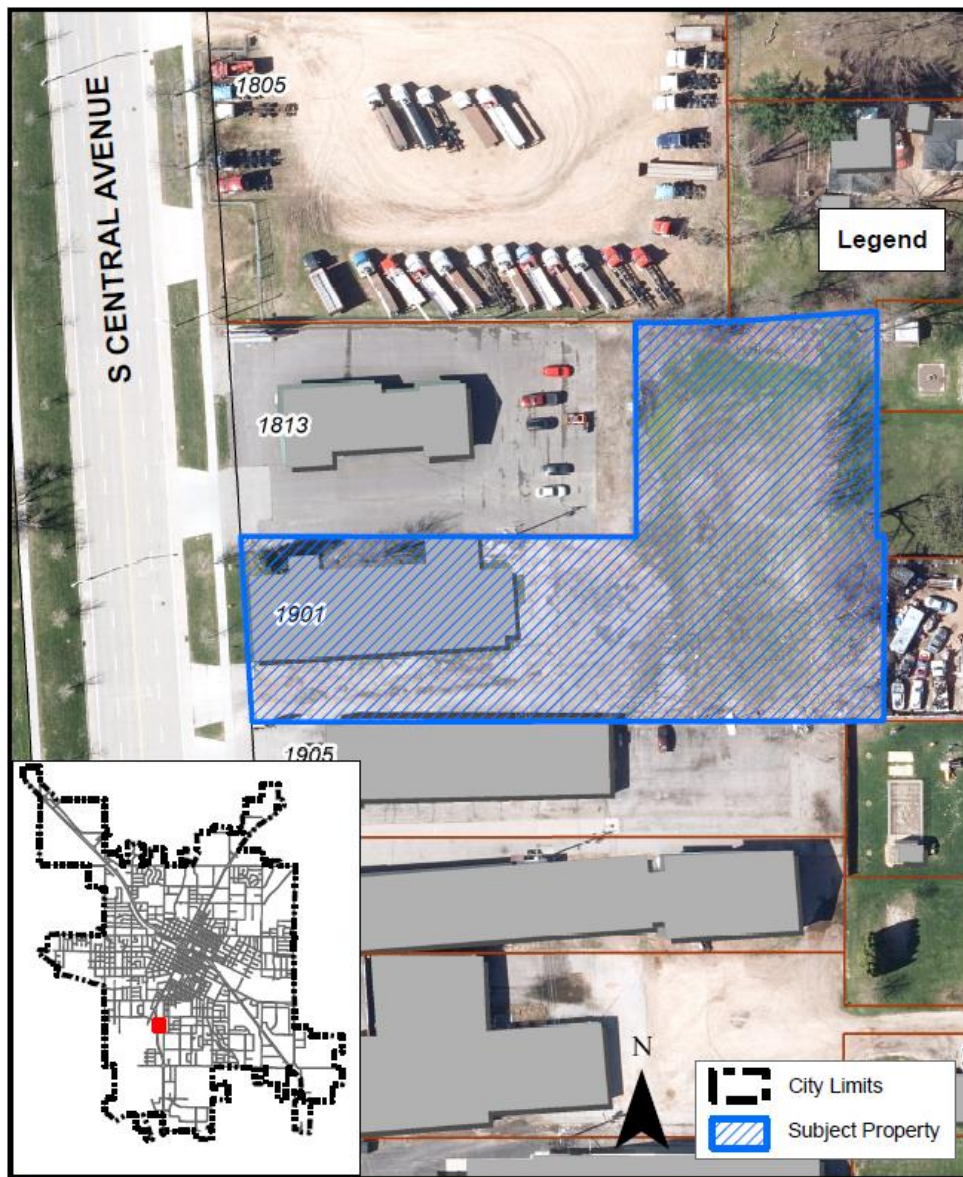 S CENTRAL AVENUE
1805
Legend
1813
1901
1905
N
City Limits
Subject Property